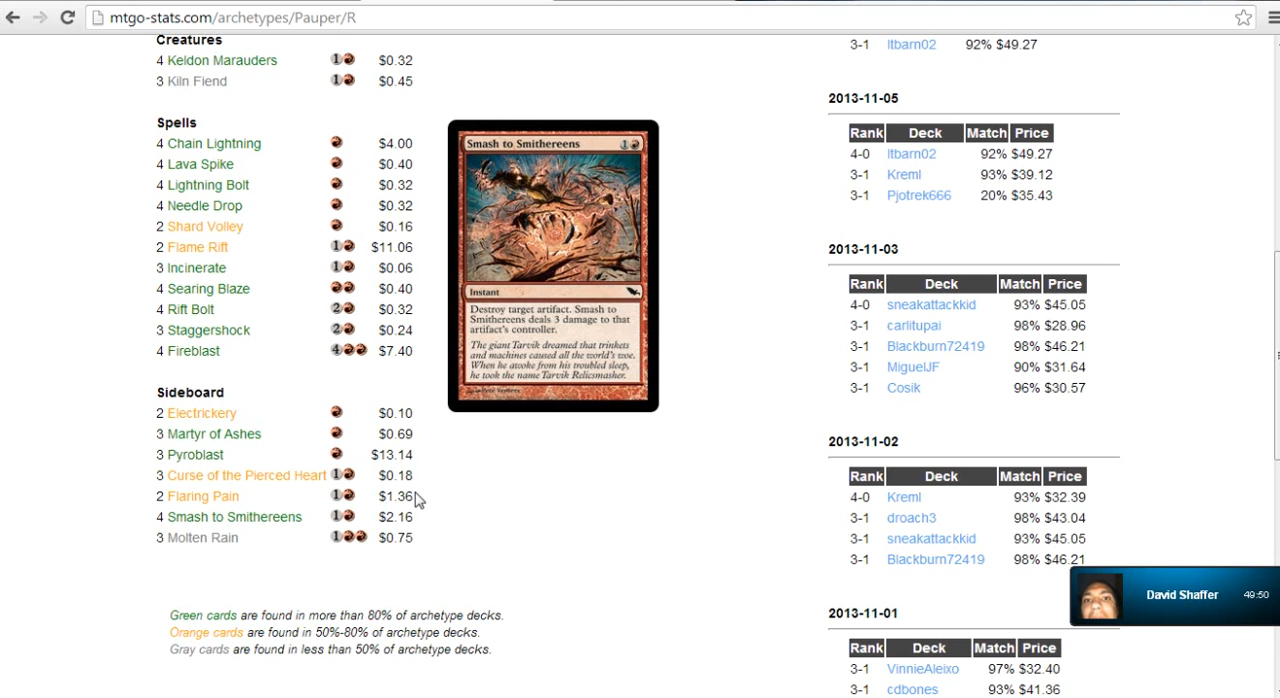 mtgo-stats.com/archetypes/Pauper/R
Creatures
4 Keldon Marauders $0.32
3 Kiln Fiend $0.45
Spells
4 Chain Lightning $4.00
4 Lava Spike $0.40
4 Lightning Bolt $0.32
4 Needle Drop $0.32
2 Shard Volley $0.16
2 Flame Rift 1 $11.06
3 Incinerate 1 $0.06
4 Searing Blaze $0.40
4 Rift Bolt 2 $0.32
3 Staggershock 2 $0.24
4 Fireblast 4 $7.40
Sideboard
2 Electrickery $0.10
3 Martyr of Ashes $0.69
3 Pyroblast $13.14
3 Curse of the Pierced Heart 1 $0.18
2 Flaring Pain 1 $1.36
4 Smash to Smithereens 1 $2.16
3 Molten Rain 1 $0.75
Green cards are found in more than 80% of archetype decks.
Orange cards are found in 50%-80% of archetype decks.
Gray cards are found in less than 50% of archetype decks.
Smash to Smithereens 1
Instant
Destroy target artifact. Smash to
Smithereens deals 3 damage to that
artifact's controller.
The giant Tarvik dreamed that trinkets
and machines caused all the world's woe.
When he awoke from his troubled sleep,
he took the name Tarvik Relicsmasher.
3-1 Itbarn02 92% $49.27
2013-11-05
Rank Deck Match Price
4-0 Itbarn02 92% $49.27
3-1 Kreml 93% $39.12
3-1 Pjotrek666 20% $35.43
2013-11-03
Rank Deck Match Price
4-0 sneakattackkid 93% $45.05
3-1 carlitupai 98% $28.96
3-1 Blackburn72419 98% $46.21
3-1 MiguelJF 90% $31.64
3-1 Cosik 96% $30.57
2013-11-02
Rank Deck Match Price
4-0 Kreml 93% $32.39
3-1 droach3 98% $43.04
3-1 sneakattackkid 93% $45.05
3-1 Blackburn72419 98% $46.21
David Shaffer 49:50
2013-11-01
Rank Deck Match Price
3-1 VinnieAleixo 97% $32.40
3-1 cdbones 93% $41.36